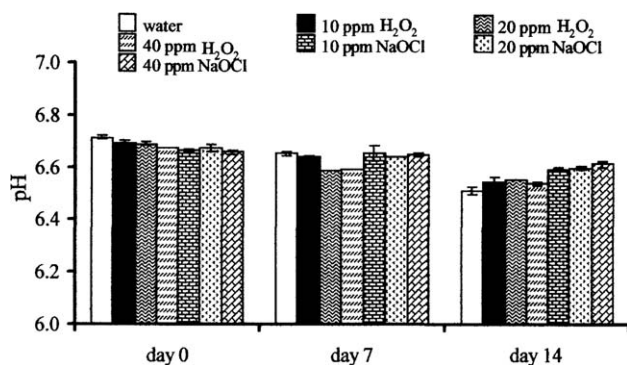 water
10 ppm H₂O₂
20 ppm H₂O₂
40 ppm H₂O₂
10 ppm NaOCl
20 ppm NaOCl
40 ppm NaOCl
7.0
6.8
6.6
6.4
6.2
6.0
pH
day 0
day 7
day 14